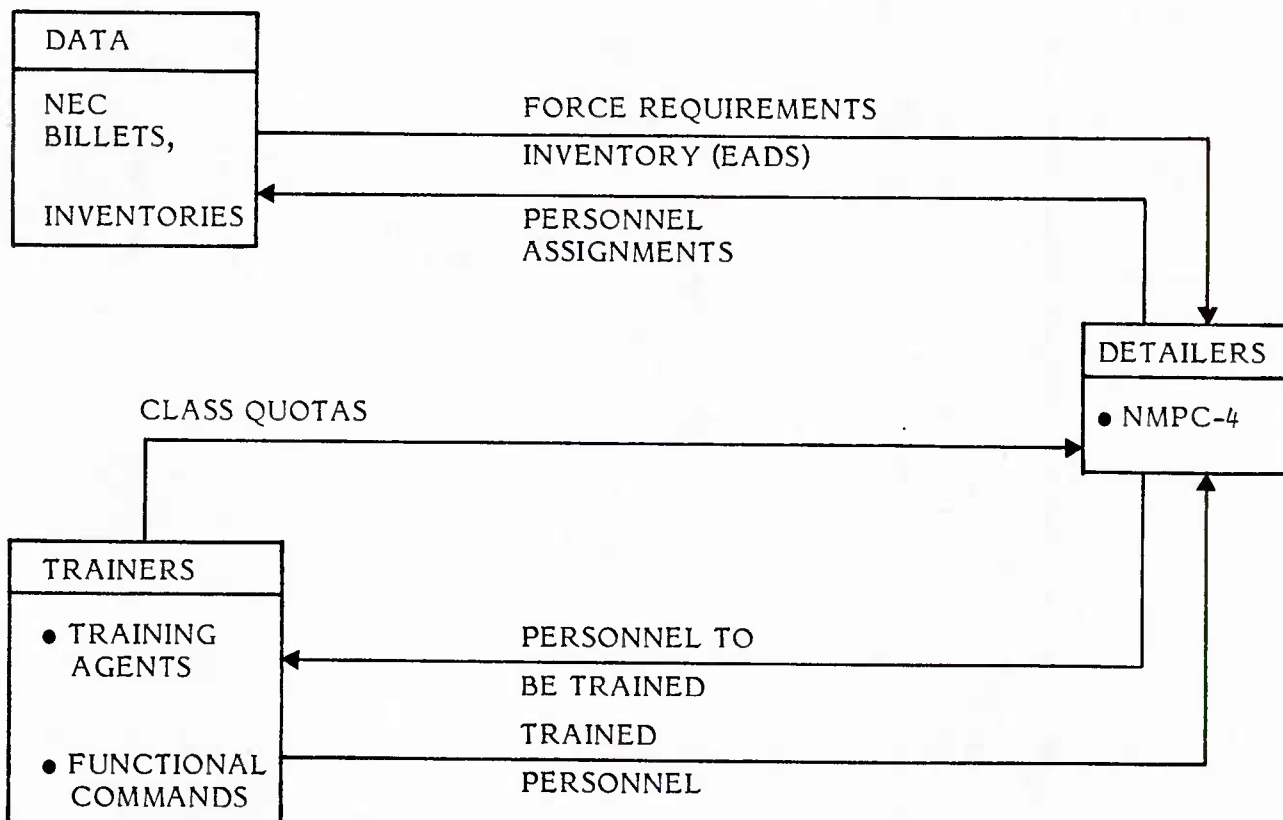 DATA
NEC
BILLETS,
INVENTORIES
FORCE REQUIREMENTS
INVENTORY (EADS)
PERSONNEL
ASSIGNMENTS
DETAILERS
● NMPC-4
CLASS QUOTAS
TRAINERS
● TRAINING
AGENTS
● FUNCTIONAL
COMMANDS
PERSONNEL TO
BE TRAINED
TRAINED
PERSONNEL